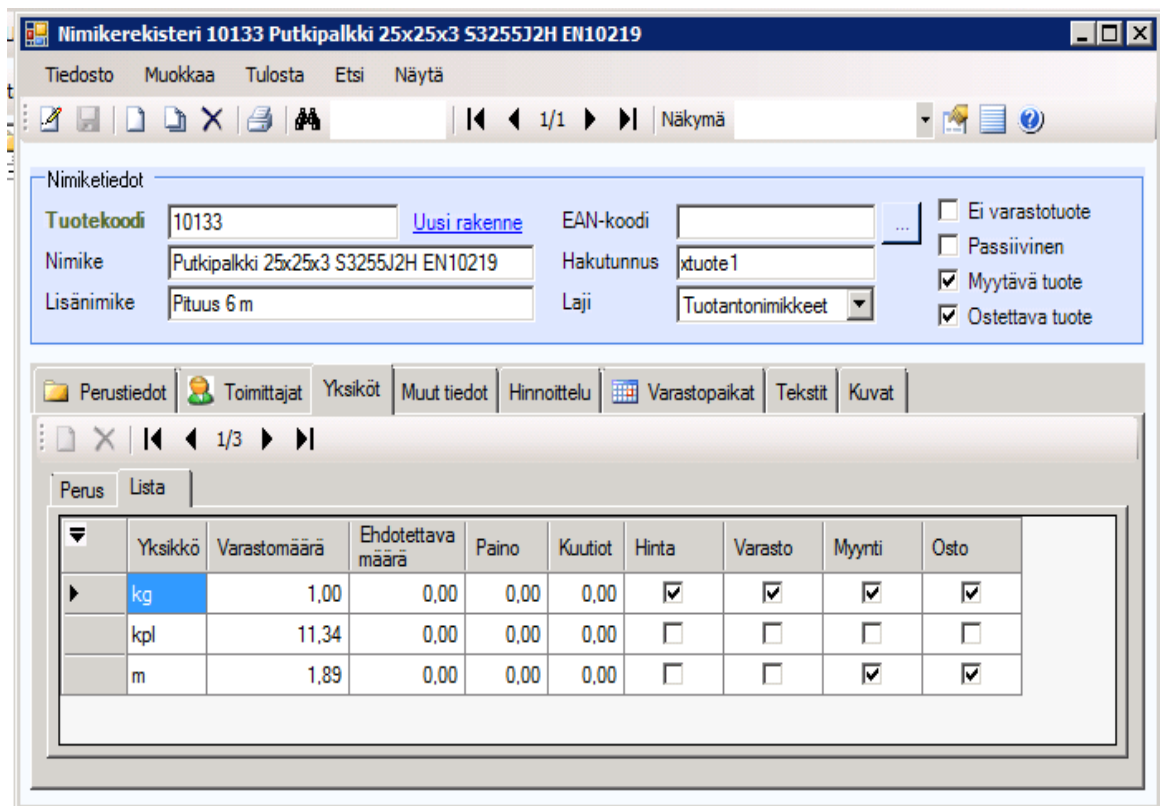 Nimikerekisteri 10133 Putkipalkki 25x25x3 S3255J2H EN10219
Tiedosto Muokkaa Tulosta Etsi Näytä
1/1 Näkymä
Nimiketiedot
Tuotekoodi 10133 Uusi rakenne EAN-koodi ... Ei varastotuote
Passiivinen
Nimike Putkipalkki 25x25x3 S3255J2H EN10219 Hakutunnus xtuote1
Myytävä tuote
Lisänimike Pituus 6 m Laji Tuotantonimikkeet
Ostettava tuote
Perustiedot Toimittajat Yksiköt Muut tiedot Hinnoittelu Varastopaikat Tekstit Kuvat
1/3
Perus Lista
Yksikkö Varastomäärä Ehdotettava määrä Paino Kuutiot Hinta Varasto Myynti Osto
kg 1,00 0,00 0,00 0,00
kpl 11,34 0,00 0,00 0,00
m 1,89 0,00 0,00 0,00